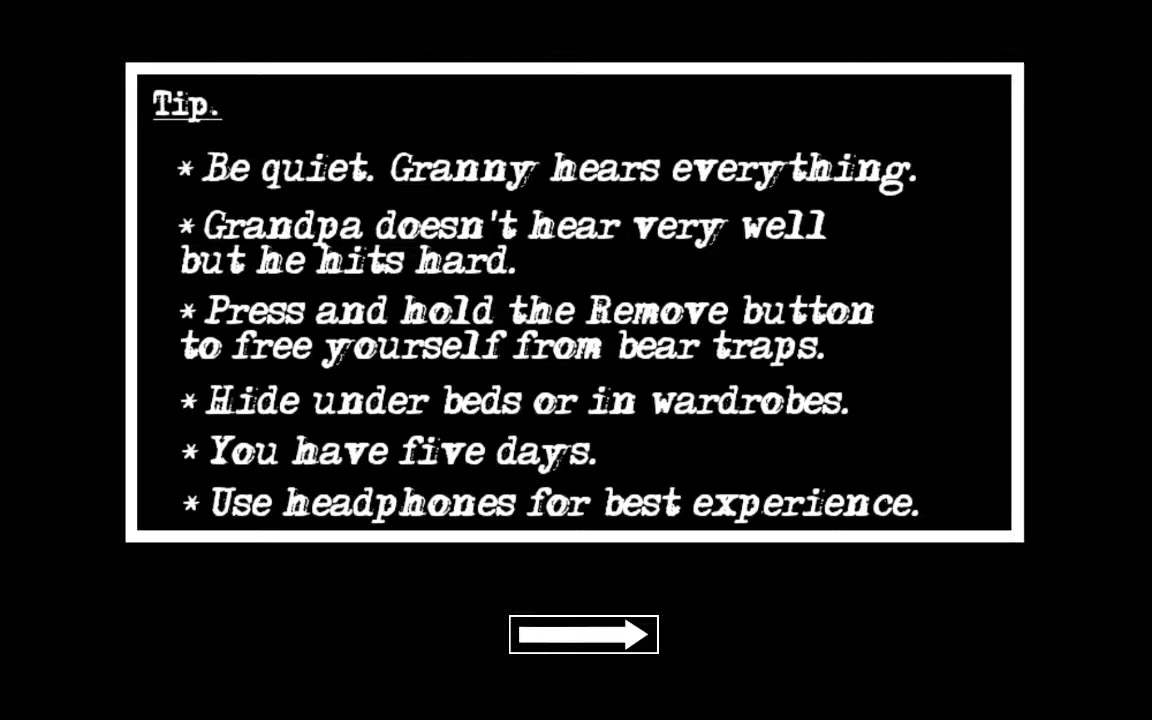 Tip.
* Be quiet. Granny hears everything.
* Grandpa doesn't hear very well
but he hits hard.
* Press and hold the Remove button
to free yourself from bear traps.
* Hide under beds or in wardrobes.
* You have five days.
* Use headphones for best experience.